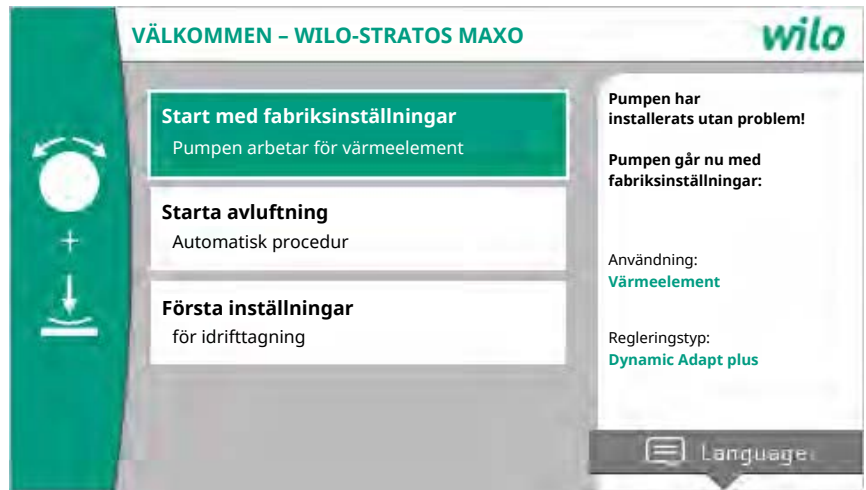 VÄLKOMMEN – WILO-STRATOS MAXO
wilo
Start med fabriksinställningar
Pumpen arbetar för värmeelement
Starta avluftning
Automatisk procedur
Första inställningar
för idrifttagning
Pumpen har
installerats utan problem!
Pumpen går nu med
fabriksinställningar:
Användning:
Värmeelement
Regleringstyp:
Dynamic Adapt plus
Language